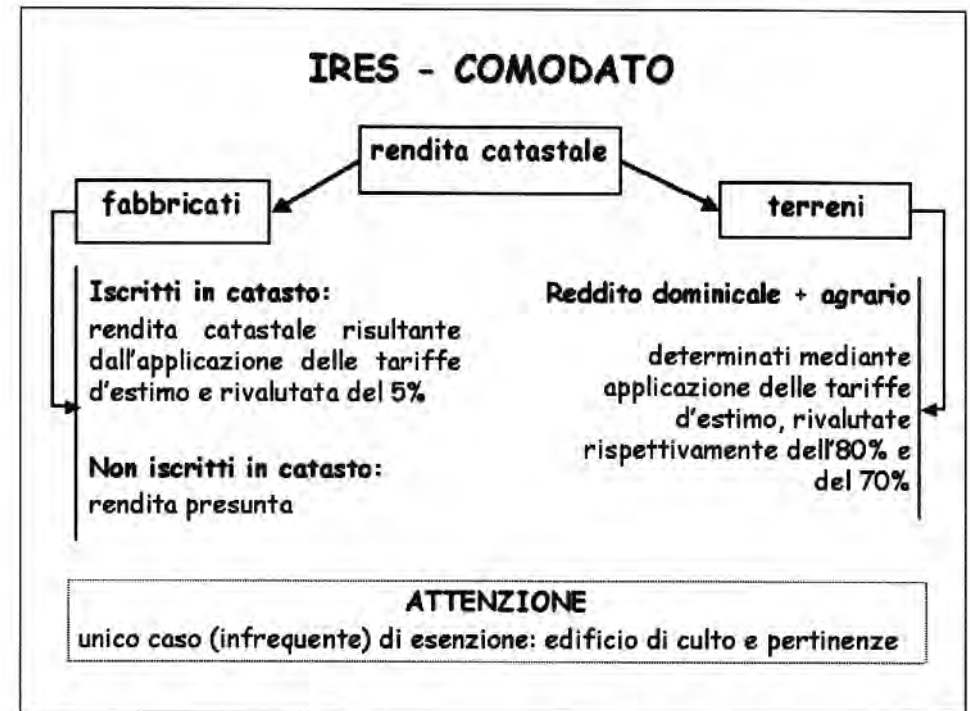 IRES - COMODATO
rendita catastale
fabbricati
terreni
Iscritti in catasto:
rendita catastale risultante
dall'applicazione delle tariffe
d'estimo e rivalutata del 5%
Non iscritti in catasto:
rendita presunta
Reddito dominicale + agrario
determinati mediante
applicazione delle tariffe
d'estimo, rivalutate
rispettivamente dell'80% e
del 70%
ATTENZIONE
unico caso (infrequente) di esenzione: edificio di culto e pertinenze